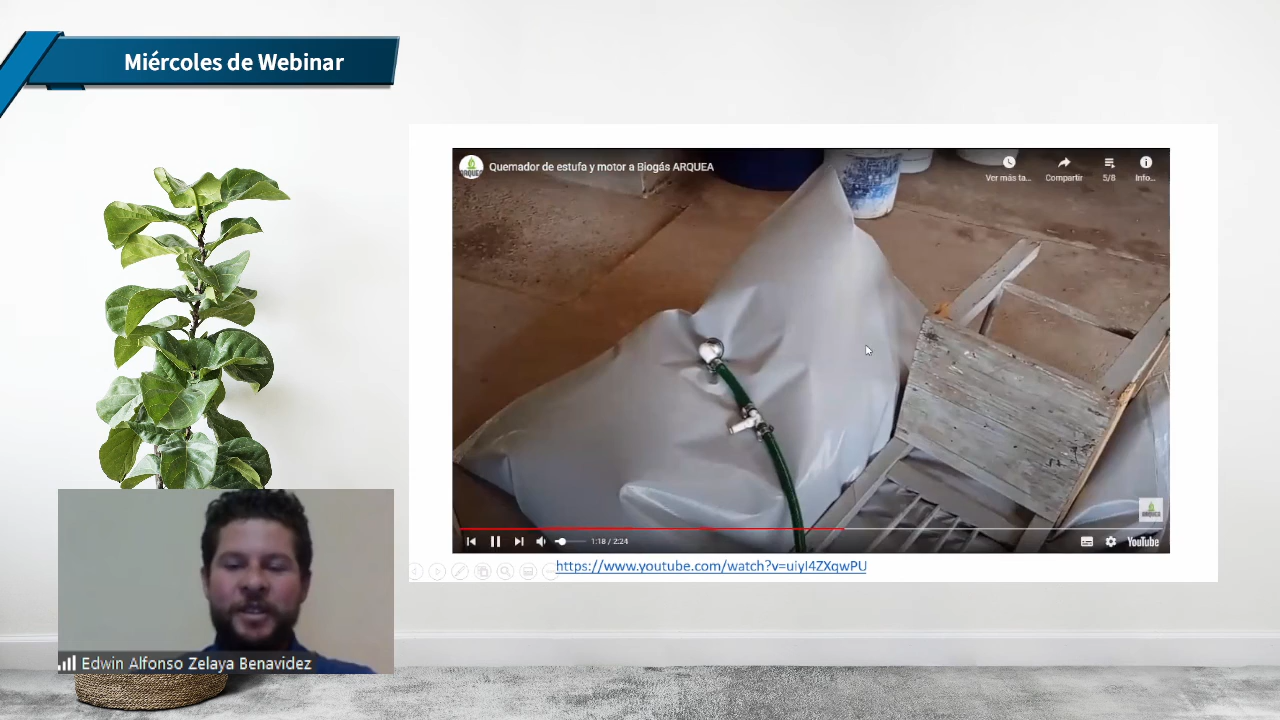 Miércoles de Webinar
ARQUEA
Quemador de estufa y motor a Biogás ARQUEA
Ver más ta...
Compartir
5/8
Info...
1:18 / 2:24
YouTube
https://www.youtube.com/watch?v=uiyI4ZXqwPU
Edwin Alfonso Zelaya Benavidez